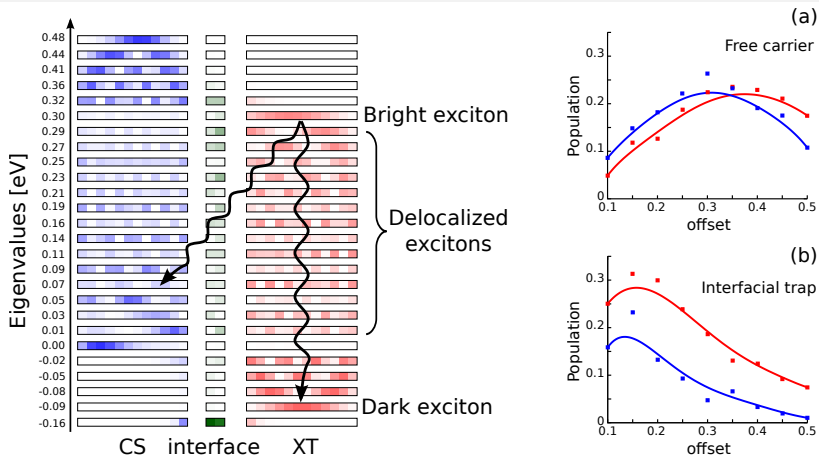 Eigenvalues [eV]
0.48
0.44
0.41
0.36
0.32
0.30
0.29
0.27
0.25
0.23
0.21
0.19
0.16
0.14
0.11
0.09
0.07
0.05
0.03
0.01
0.00
-0.02
-0.05
-0.08
-0.09
-0.16
CS interface XT
Bright exciton
Delocalized
excitons
Dark exciton
(a)
Free carrier
Population
0.3
0.2
0.1
0
0.1 0.2 0.3 0.4 0.5
offset
(b)
Interfacial trap
Population
0.3
0.2
0.1
0
0.1 0.2 0.3 0.4 0.5
offset